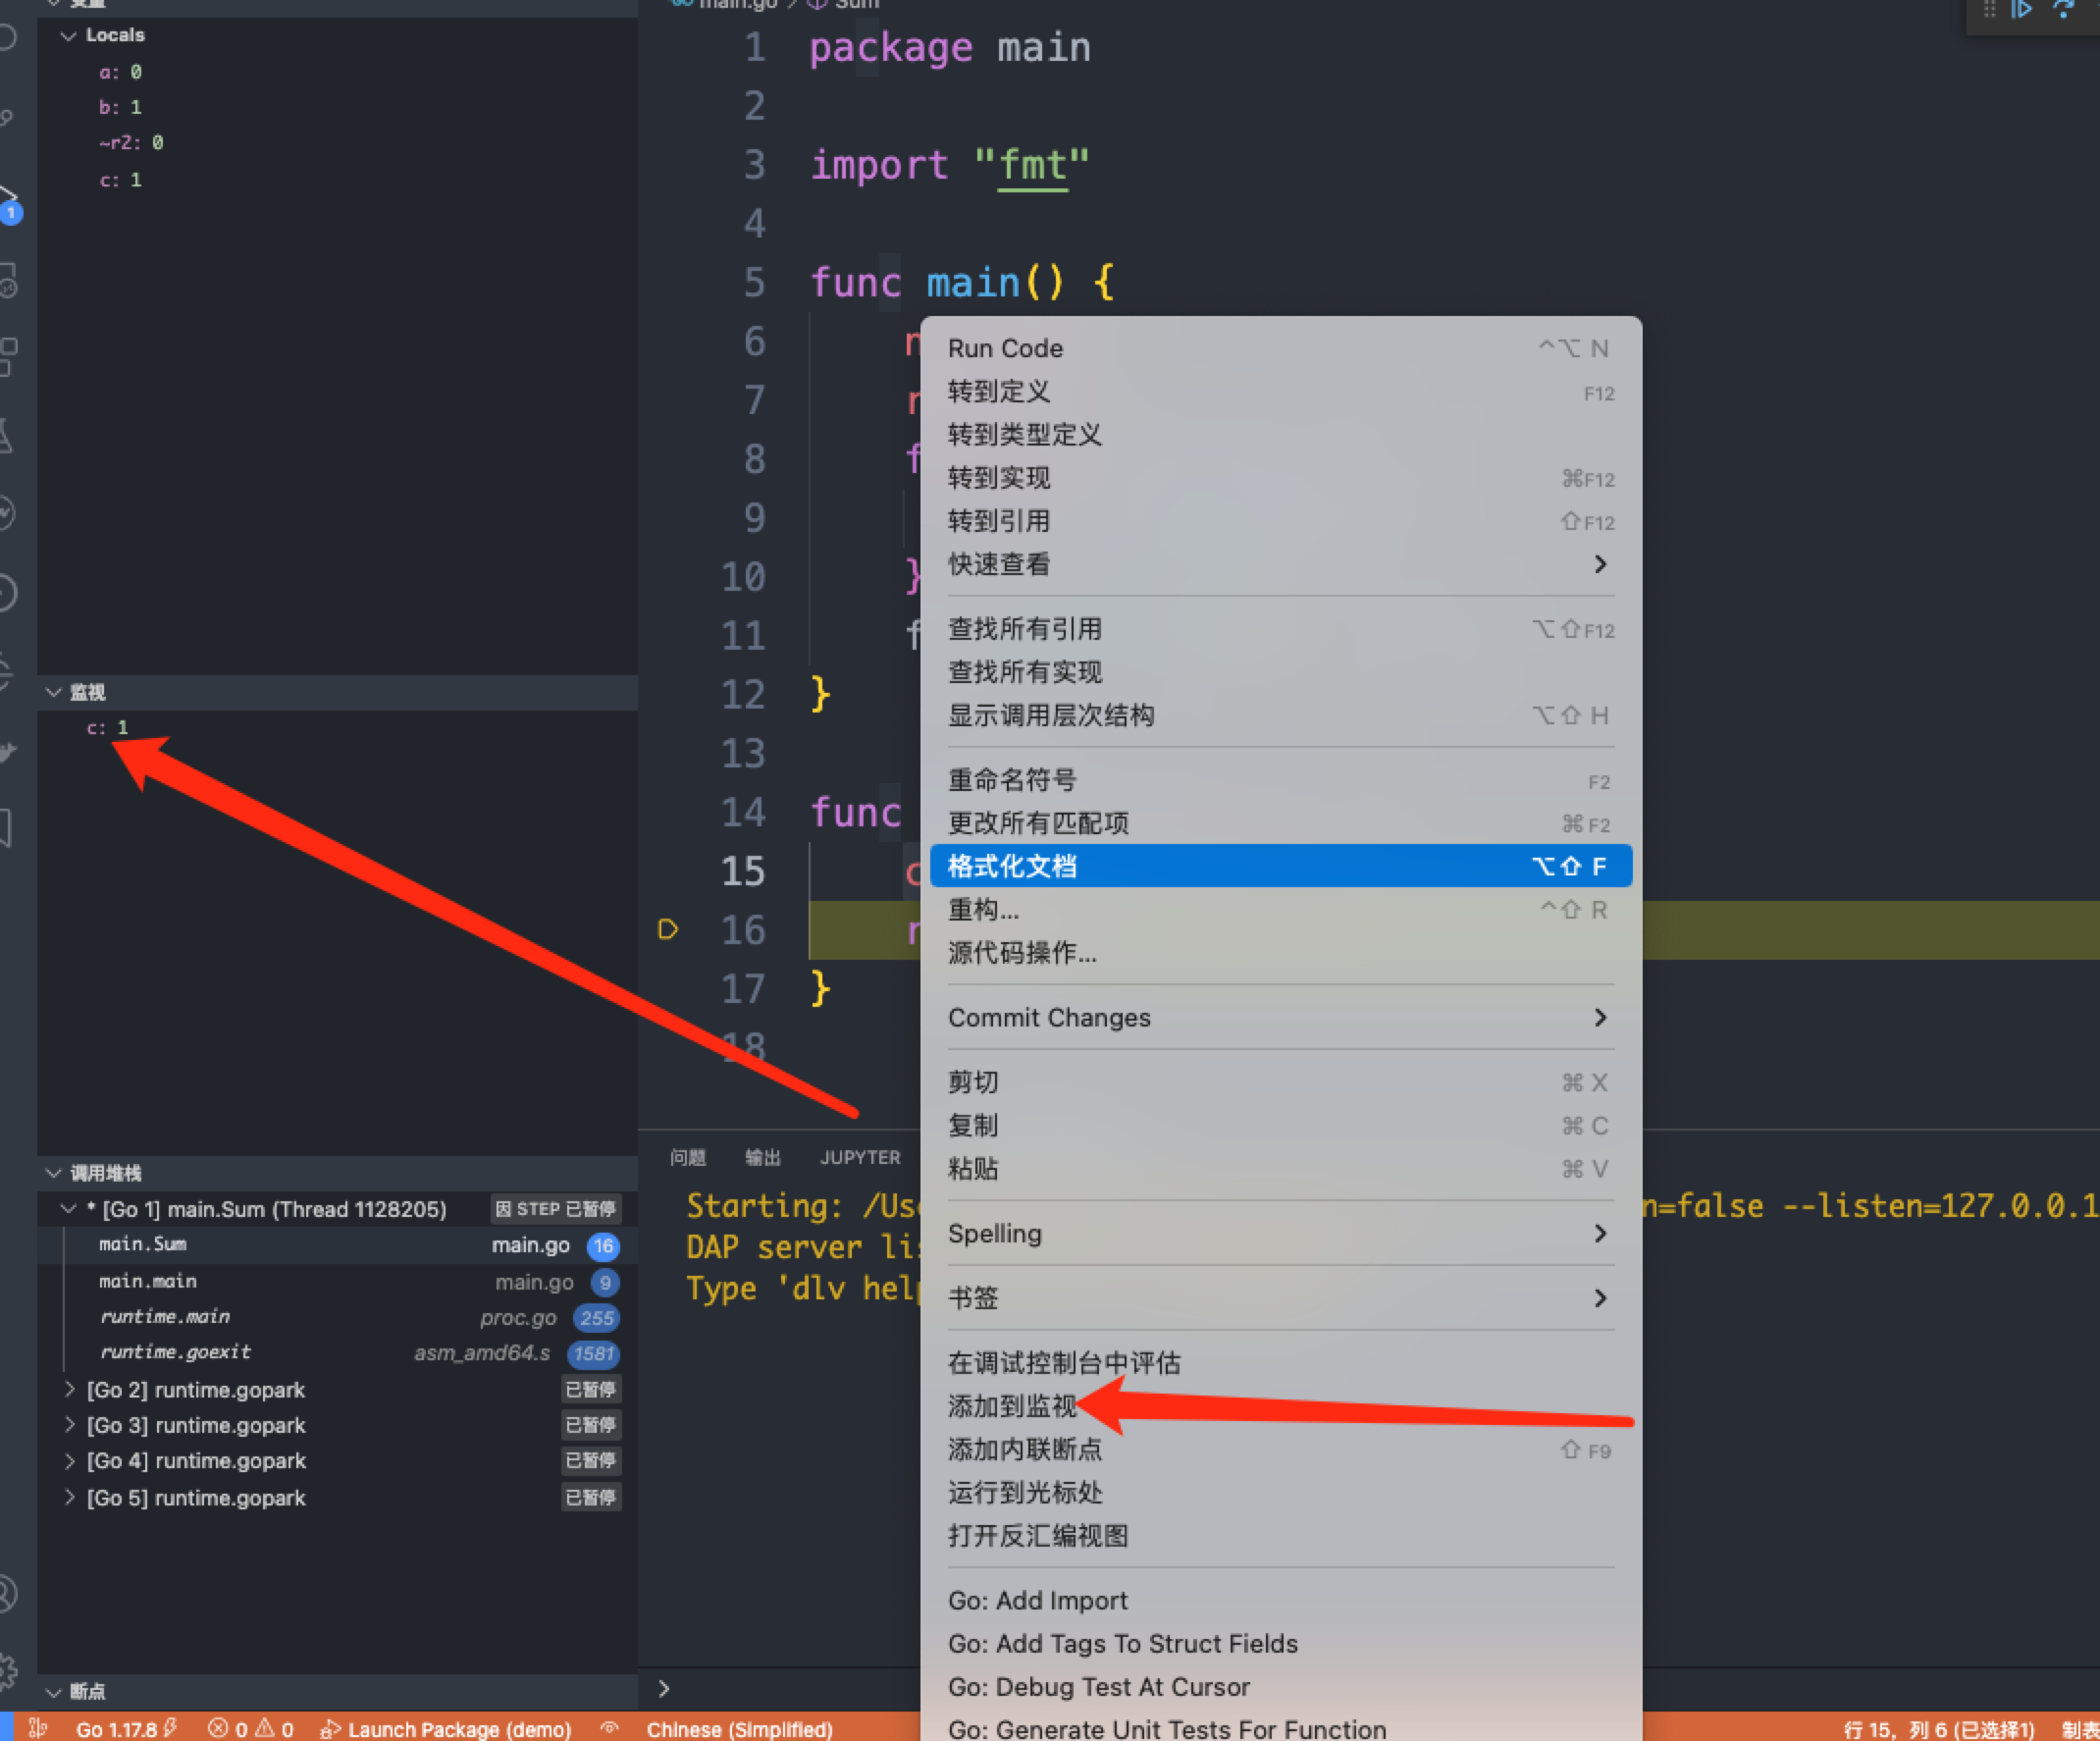 变量
Locals
a: 0
b: 1
~r2: 0
c: 1
1
监视
c: 1
调用堆栈
* [Go 1] main.Sum (Thread 1128205) 因 STEP 已暂停
main.Sum main.go 16
main.main main.go 9
runtime.main proc.go 255
runtime.goexit asm_amd64.s 1581
[Go 2] runtime.gopark 已暂停
[Go 3] runtime.gopark 已暂停
[Go 4] runtime.gopark 已暂停
[Go 5] runtime.gopark 已暂停
断点
main.go > Sum
1 package main
2
3 import "fmt"
4
5 func main() {
6
7
8
9
10 }
11
12 }
13
14 func
15
16
17 }
18
Run Code ^⌥ N
转到定义 F12
转到类型定义
转到实现 ⌘F12
转到引用 ⇧F12
快速查看
查找所有引用 ⌥⇧F12
查找所有实现
显示调用层次结构 ⌥⇧ H
重命名符号 F2
更改所有匹配项 ⌘ F2
格式化文档 ⌥⇧ F
重构... ^⇧ R
源代码操作...
Commit Changes
剪切 ⌘ X
复制 ⌘ C
粘贴 ⌘ V
Spelling
书签
在调试控制台中评估
添加到监视
添加内联断点 ⇧ F9
运行到光标处
打开反汇编视图
Go: Add Import
Go: Add Tags To Struct Fields
Go: Debug Test At Cursor
Go: Generate Unit Tests For Function
问题 输出 JUPYTER
Starting: /Us n=false --listen=127.0.0.1
DAP server lis
Type 'dlv help
Go 1.17.8 0 0 Launch Package (demo) Chinese (Simplified) 行 15，列 6 (已选择1) 制表